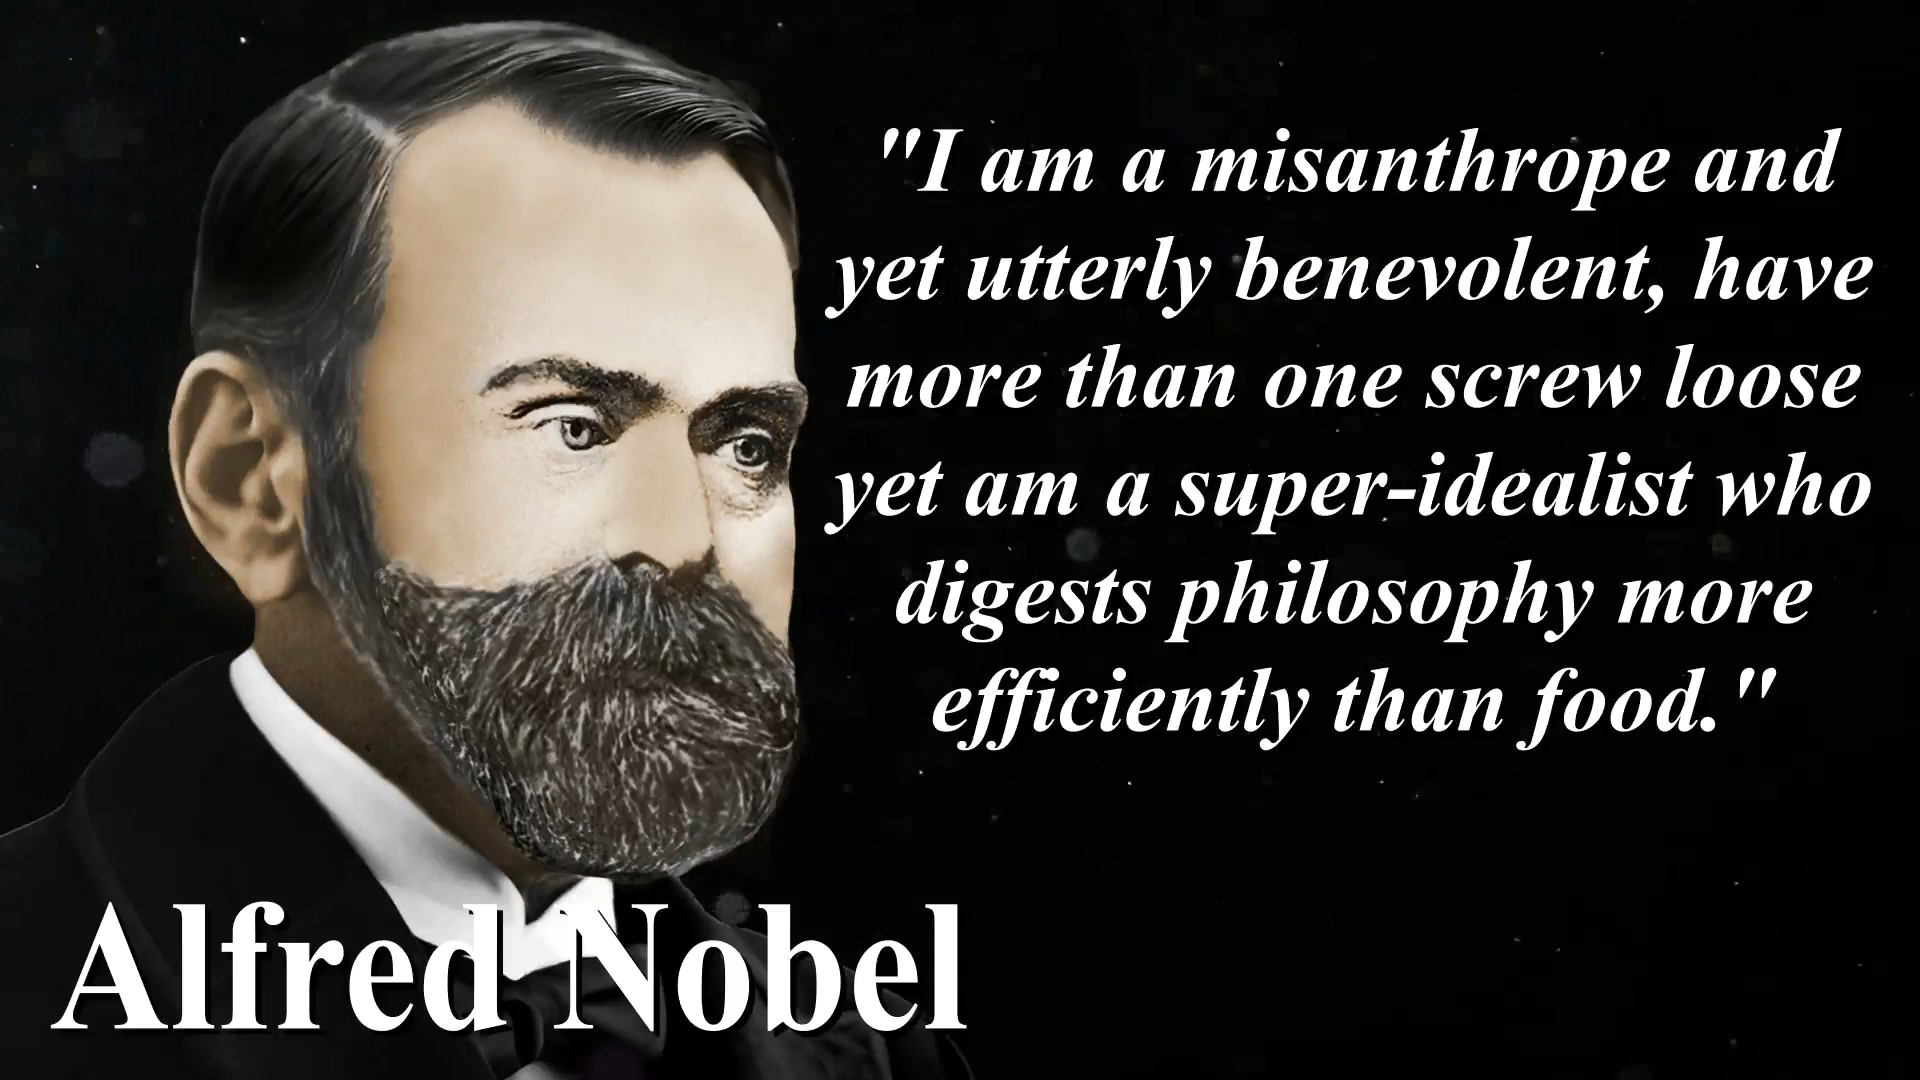 "I am a misanthrope and
yet utterly benevolent, have
more than one screw loose
yet am a super-idealist who
digests philosophy more
efficiently than food."
Alfred Nobel